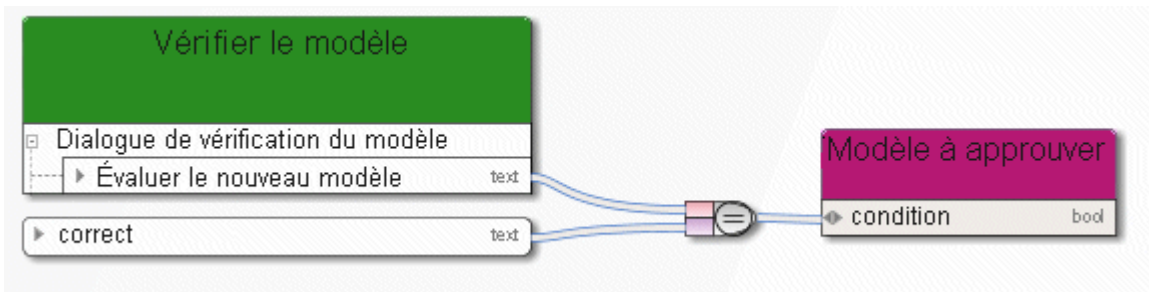 Vérifier le modèle
Dialogue de vérification du modèle
Évaluer le nouveau modèle text
correct text
=
Modèle à approuver
condition bool